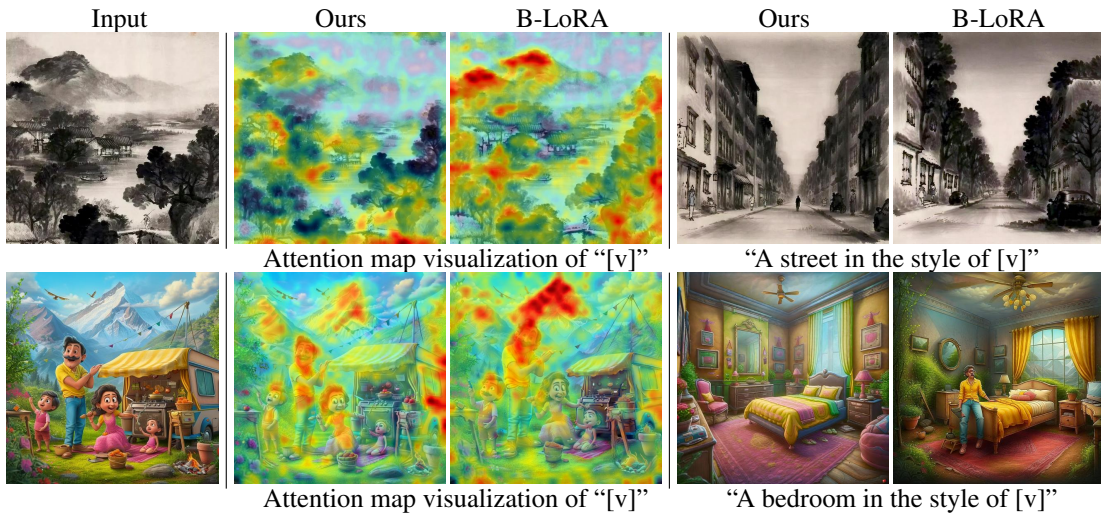 Input Ours B-LoRA Ours B-LoRA
Attention map visualization of “[v]” “A street in the style of [v]”
Attention map visualization of “[v]” “A bedroom in the style of [v]”